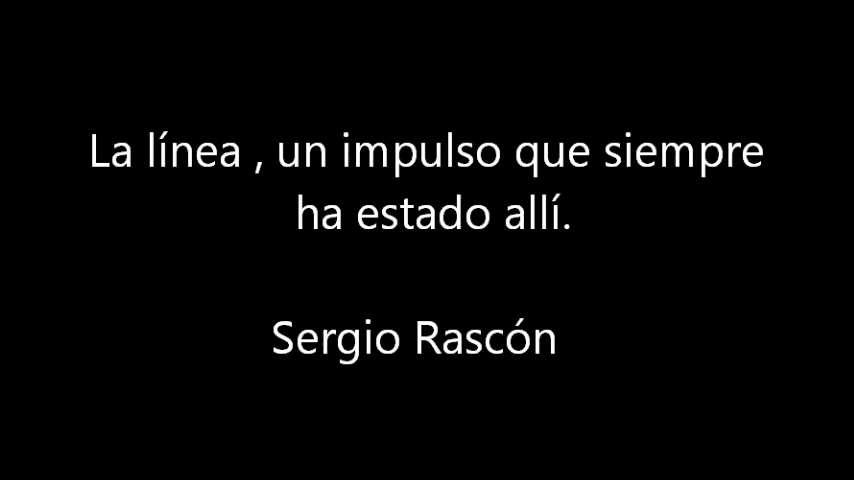 La línea , un impulso que siempre
ha estado allí.
Sergio Rascón